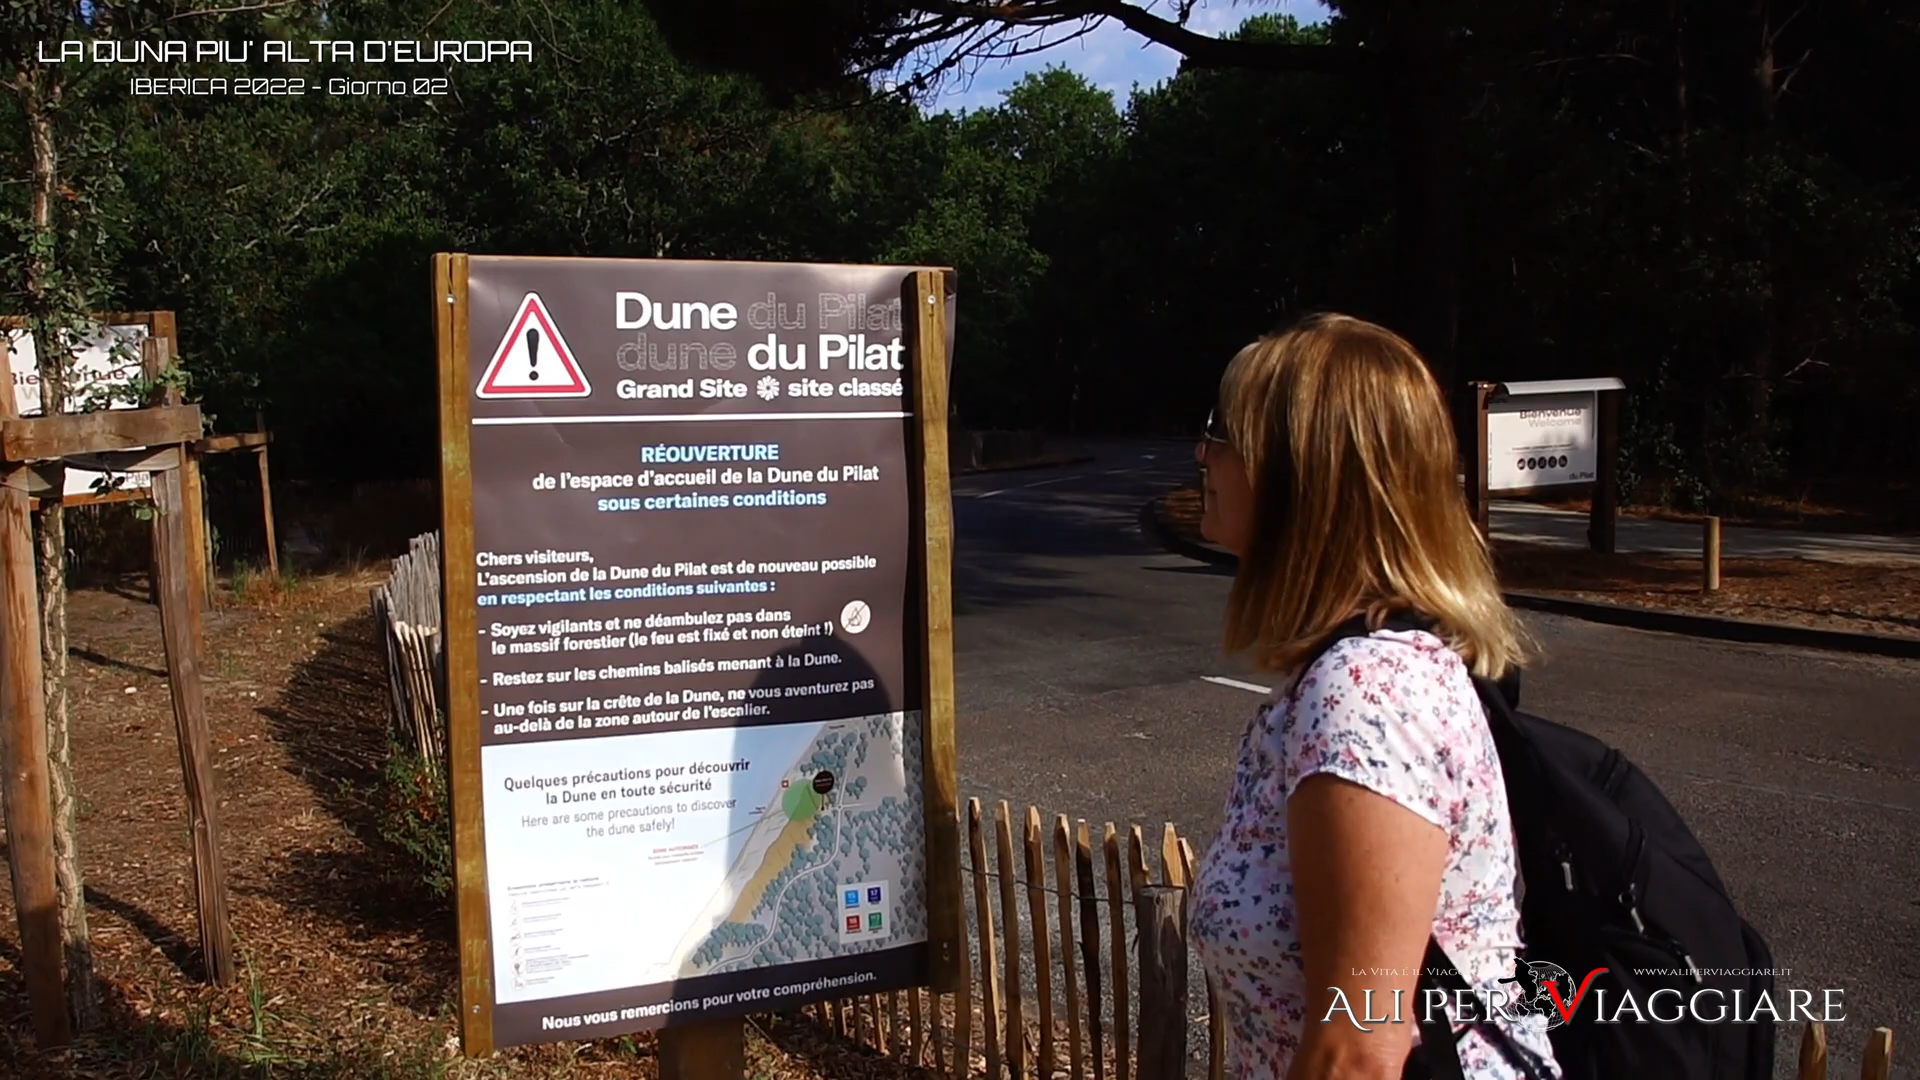 LA DUNA PIU' ALTA D'EUROPA
IBERICA 2022 - Giorno 02
Dune du Pilat
dune du Pilat
Grand Site site classé
RÉOUVERTURE
de l'espace d'accueil de la Dune du Pilat
sous certaines conditions
Chers visiteurs,
L'ascension de la Dune du Pilat est de nouveau possible
en respectant les conditions suivantes :
- Soyez vigilants et ne déambulez pas dans
le massif forestier (le feu est fixé et non éteint !)
- Restez sur les chemins balisés menant à la Dune.
- Une fois sur la crête de la Dune, ne vous aventurez pas
au-delà de la zone autour de l'escalier.
Quelques précautions pour découvrir
la Dune en toute sécurité
Here are some precautions to discover
the dune safely!
Nous vous remercions pour votre compréhension.
Bienvenue
Welcome
du Pilat
LA VITA È IL VIAG
WWW.ALIPERVIAGGIARE.IT
ALI PER VIAGGIARE